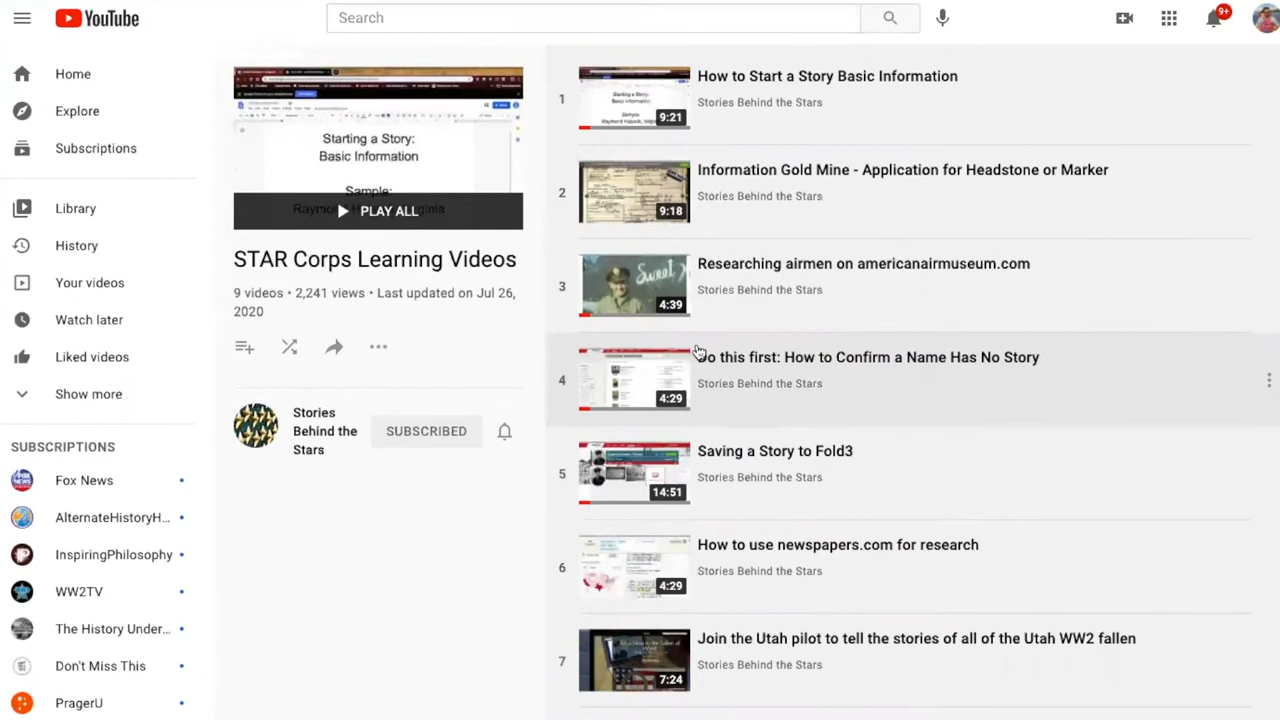 YouTube
Search
9+
Home
Explore
Subscriptions
Library
History
Your videos
Watch later
Liked videos
Show more
SUBSCRIPTIONS
Fox News
AlternateHistoryH...
InspiringPhilosophy
WW2TV
The History Under...
Don't Miss This
PragerU
Starting a Story:
Basic Information
Sample:
PLAY ALL
STAR Corps Learning Videos
9 videos • 2,241 views • Last updated on Jul 26,
2020
Stories
Behind the
Stars
SUBSCRIBED
1
9:21
How to Start a Story Basic Information
Stories Behind the Stars
2
9:18
Information Gold Mine - Application for Headstone or Marker
Stories Behind the Stars
3
4:39
Researching airmen on americanairmuseum.com
Stories Behind the Stars
4
4:29
Do this first: How to Confirm a Name Has No Story
Stories Behind the Stars
5
14:51
Saving a Story to Fold3
Stories Behind the Stars
6
4:29
How to use newspapers.com for research
Stories Behind the Stars
7
7:24
Join the Utah pilot to tell the stories of all of the Utah WW2 fallen
Stories Behind the Stars